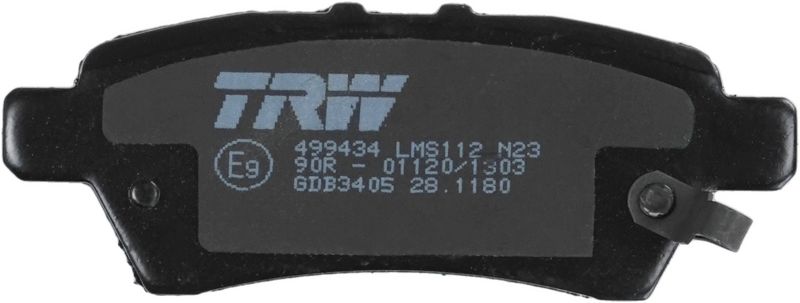 TRW
E9 499434 LMS112 N23
90R - 01120/1303
GDB3405 28.1180